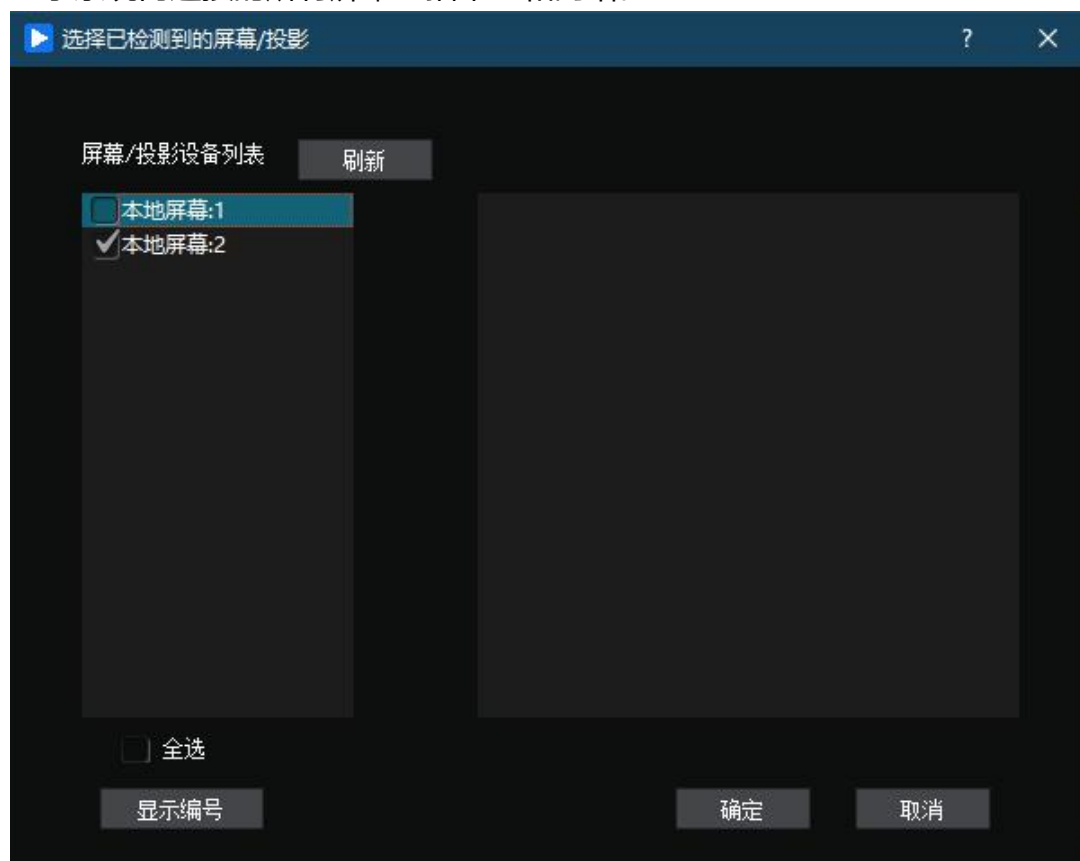 选择已检测到的屏幕/投影
?
屏幕/投影设备列表
刷新
本地屏幕:1
本地屏幕:2
全选
显示编号
确定
取消